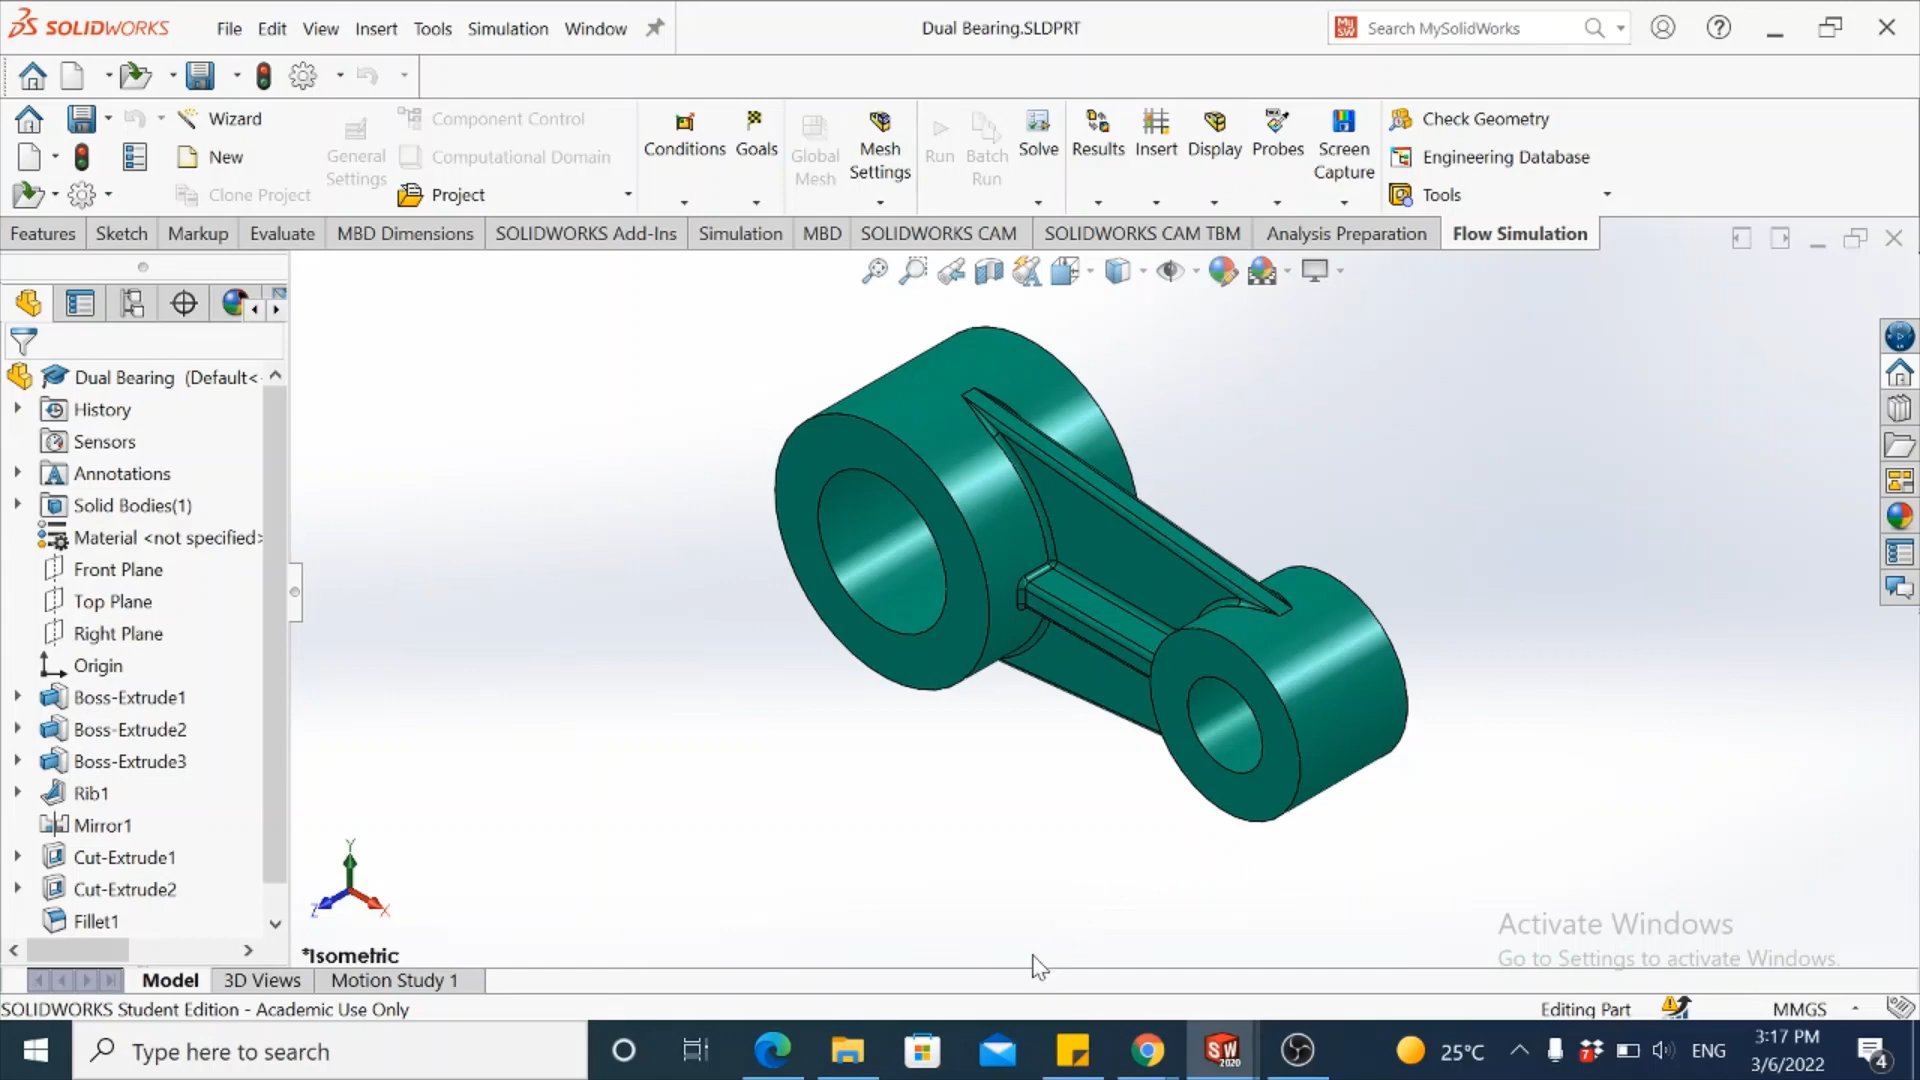 SOLIDWORKS File Edit View Insert Tools Simulation Window Dual Bearing.SLDPRT Search MySolidWorks
Wizard Component Control Check Geometry
New General Settings Computational Domain Conditions Goals Global Mesh Mesh Settings Run Batch Run Solve Results Insert Display Probes Screen Capture Engineering Database
Clone Project Project Tools
Features Sketch Markup Evaluate MBD Dimensions SOLIDWORKS Add-Ins Simulation MBD SOLIDWORKS CAM SOLIDWORKS CAM TBM Analysis Preparation Flow Simulation
Dual Bearing (Default<
History
Sensors
Annotations
Solid Bodies(1)
Material <not specified>
Front Plane
Top Plane
Right Plane
Origin
Boss-Extrude1
Boss-Extrude2
Boss-Extrude3
Rib1
Mirror1
Cut-Extrude1
Cut-Extrude2
Fillet1
Y
Z
X
*Isometric
Activate Windows
Go to Settings to activate Windows.
Model 3D Views Motion Study 1
SOLIDWORKS Student Edition - Academic Use Only Editing Part MMGS
Type here to search SW 2020 25°C 7 ENG 3:17 PM
3/6/2022 4